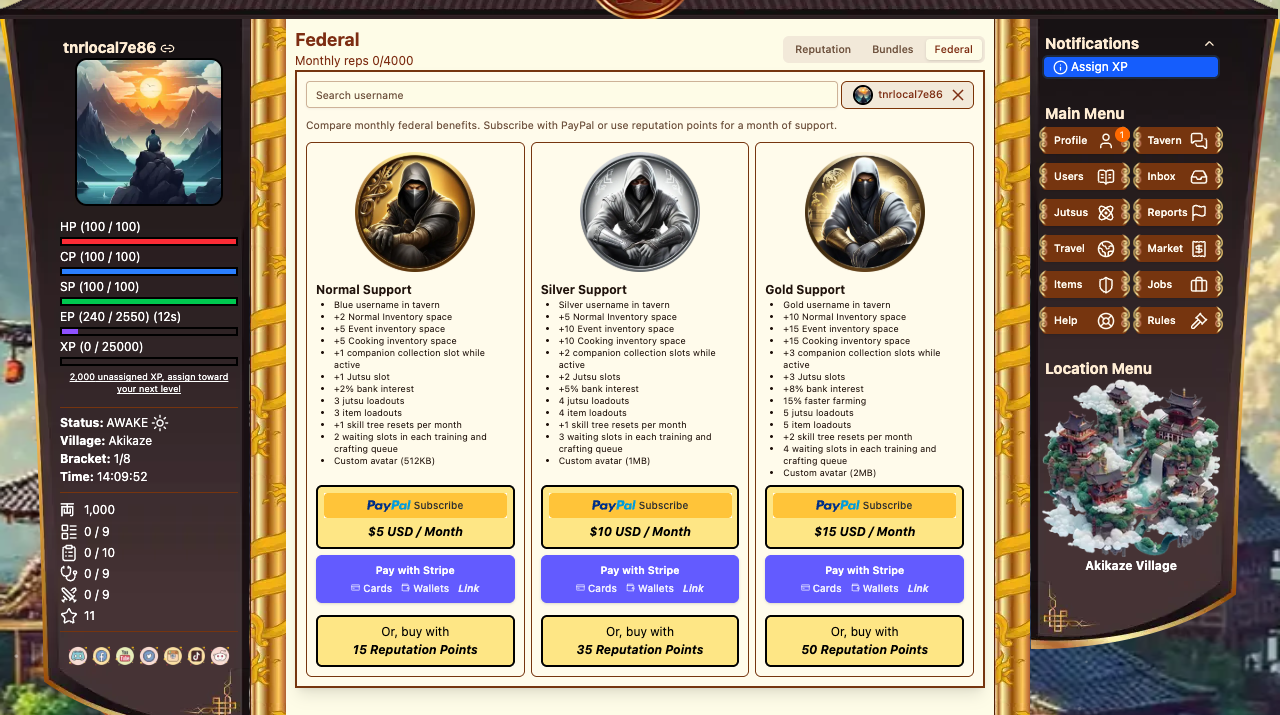 tnrlocal7e86
HP (100 / 100)
CP (100 / 100)
SP (100 / 100)
EP (240 / 2550) (12s)
XP (0 / 25000)
2,000 unassigned XP, assign toward
your next level
Status: AWAKE
Village: Akikaze
Bracket: 1/8
Time: 14:09:52
1,000
0 / 9
0 / 10
0 / 9
0 / 9
11
Federal
Monthly reps 0/4000
Reputation
Bundles
Federal
Search username
tnrlocal7e86
Compare monthly federal benefits. Subscribe with PayPal or use reputation points for a month of support.
Normal Support
Blue username in tavern
+2 Normal Inventory space
+5 Event inventory space
+5 Cooking inventory space
+1 companion collection slot while
active
+1 Jutsu slot
+2% bank interest
3 jutsu loadouts
3 item loadouts
+1 skill tree resets per month
2 waiting slots in each training and
crafting queue
Custom avatar (512KB)
PayPal Subscribe
$5 USD / Month
Pay with Stripe
Cards Wallets Link
Or, buy with
15 Reputation Points
Silver Support
Silver username in tavern
+5 Normal Inventory space
+10 Event inventory space
+10 Cooking inventory space
+2 companion collection slots while
active
+2 Jutsu slots
+5% bank interest
4 jutsu loadouts
4 item loadouts
+1 skill tree resets per month
3 waiting slots in each training and
crafting queue
Custom avatar (1MB)
PayPal Subscribe
$10 USD / Month
Pay with Stripe
Cards Wallets Link
Or, buy with
35 Reputation Points
Gold Support
Gold username in tavern
+10 Normal Inventory space
+15 Event inventory space
+15 Cooking inventory space
+3 companion collection slots while
active
+3 Jutsu slots
+8% bank interest
15% faster farming
5 jutsu loadouts
5 item loadouts
+2 skill tree resets per month
4 waiting slots in each training and
crafting queue
Custom avatar (2MB)
PayPal Subscribe
$15 USD / Month
Pay with Stripe
Cards Wallets Link
Or, buy with
50 Reputation Points
Notifications
Assign XP
Main Menu
Profile 1
Tavern
Users
Inbox
Jutsus
Reports
Travel
Market
Items
Jobs
Help
Rules
Location Menu
Akikaze Village